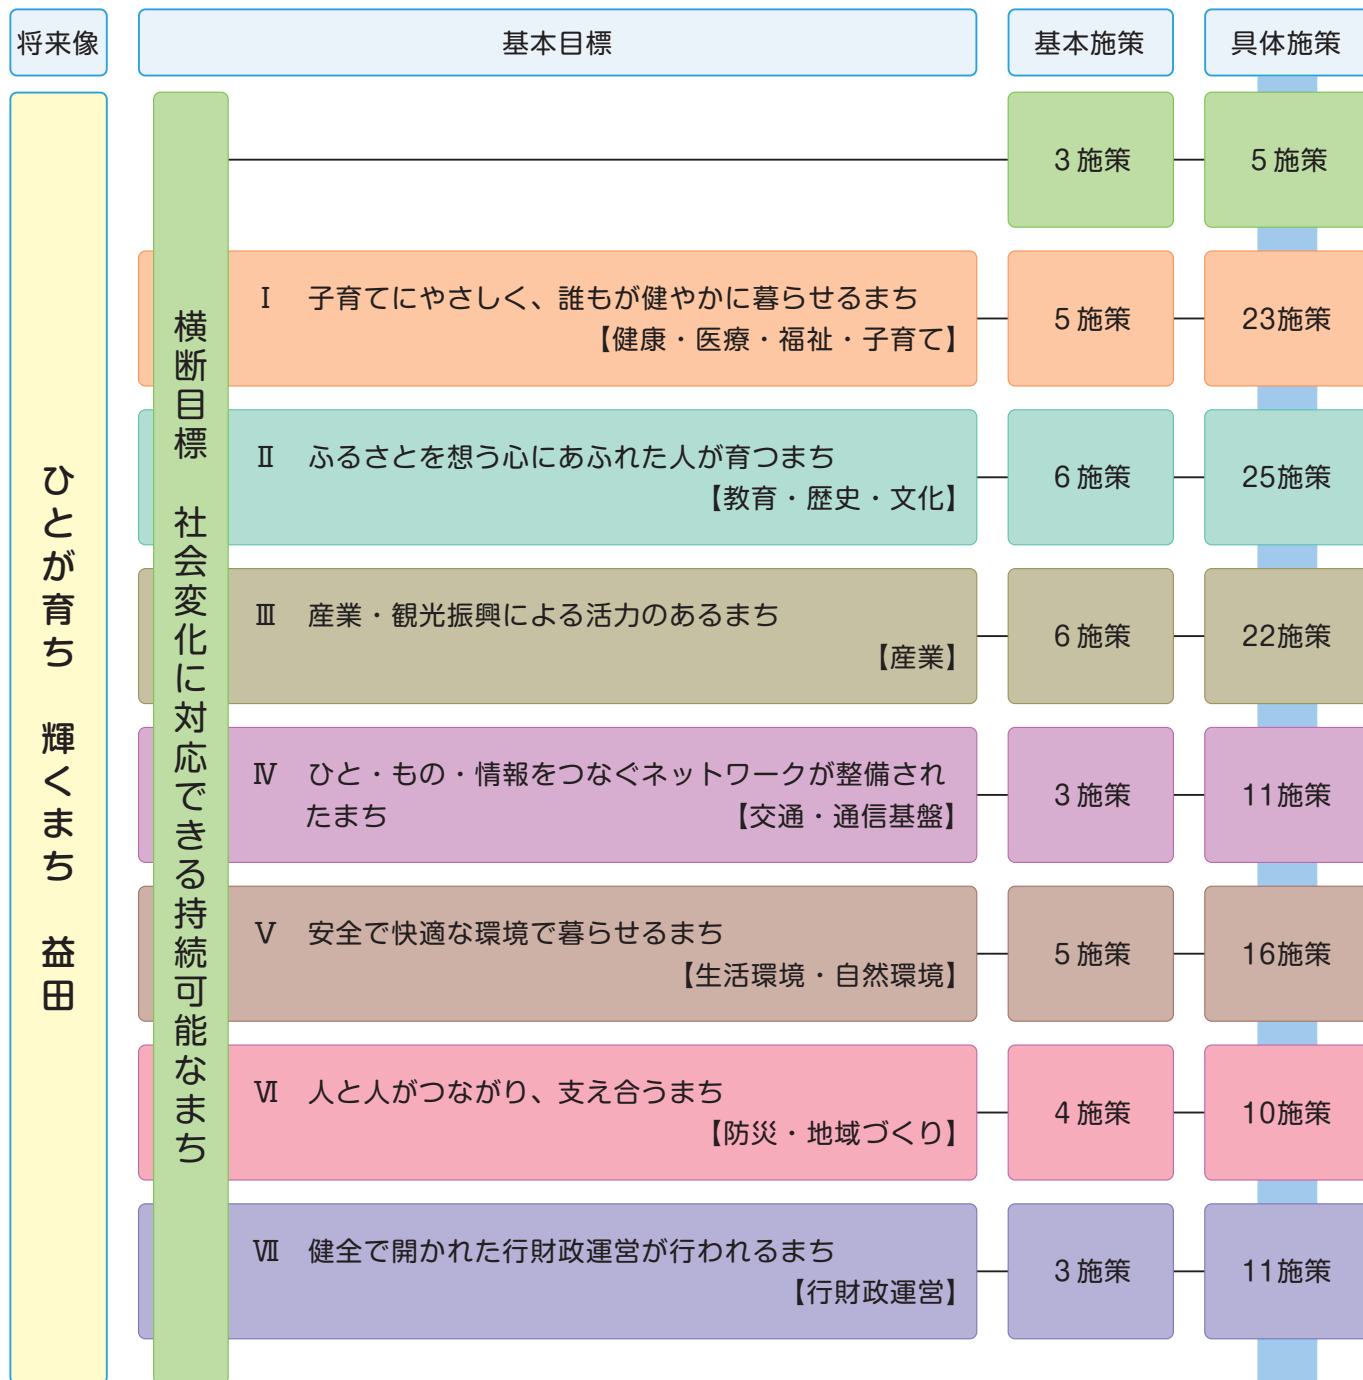 将来像
基本目標
基本施策
具体施策
ひとが育ち 輝くまち 益田
横断目標 社会変化に対応できる持続可能なまち
3施策
5施策
Ⅰ 子育てにやさしく、誰もが健やかに暮らせるまち
【健康・医療・福祉・子育て】
5施策
23施策
Ⅱ ふるさとを想う心にあふれた人が育つまち
【教育・歴史・文化】
6施策
25施策
Ⅲ 産業・観光振興による活力のあるまち
【産業】
6施策
22施策
Ⅳ ひと・もの・情報をつなぐネットワークが整備され
たまち 【交通・通信基盤】
3施策
11施策
Ⅴ 安全で快適な環境で暮らせるまち
【生活環境・自然環境】
5施策
16施策
Ⅵ 人と人がつながり、支え合うまち
【防災・地域づくり】
4施策
10施策
Ⅶ 健全で開かれた行財政運営が行われるまち
【行財政運営】
3施策
11施策